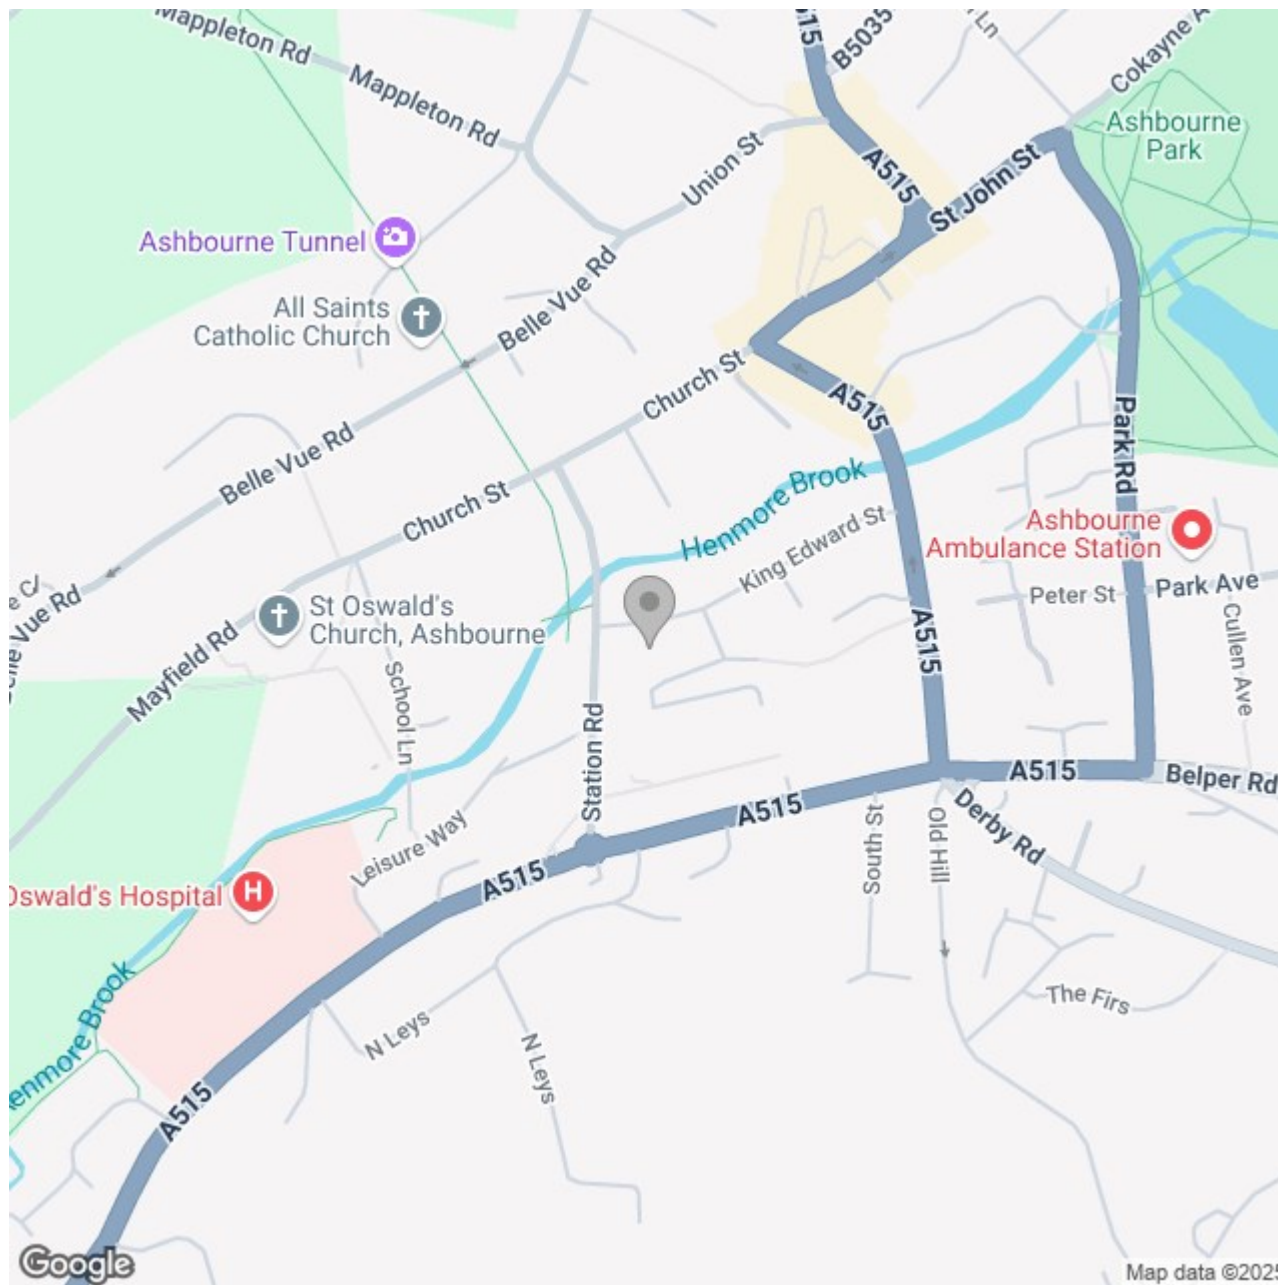 Mappleton Rd
Mappleton Rd
B5035
Ln
Cokayne A
Ashbourne
Park
Union St
A515
St John St
Ashbourne Tunnel
All Saints
Catholic Church
Belle Vue Rd
Church St
A515
Park Rd
Belle Vue Rd
Church St
Henmore Brook
King Edward St
Ashbourne
Ambulance Station
Peter St
Park Ave
Vue Rd
St Oswald's
Church, Ashbourne
Mayfield Rd
School Ln
A515
Cullen Ave
Station Rd
A515
Belper Rd
A515
Derby Rd
South St
Old Hill
Leisure Way
A515
Oswald's Hospital
H
Henmore Brook
N Leys
N Leys
The Firs
A515
Google
Map data ©2025